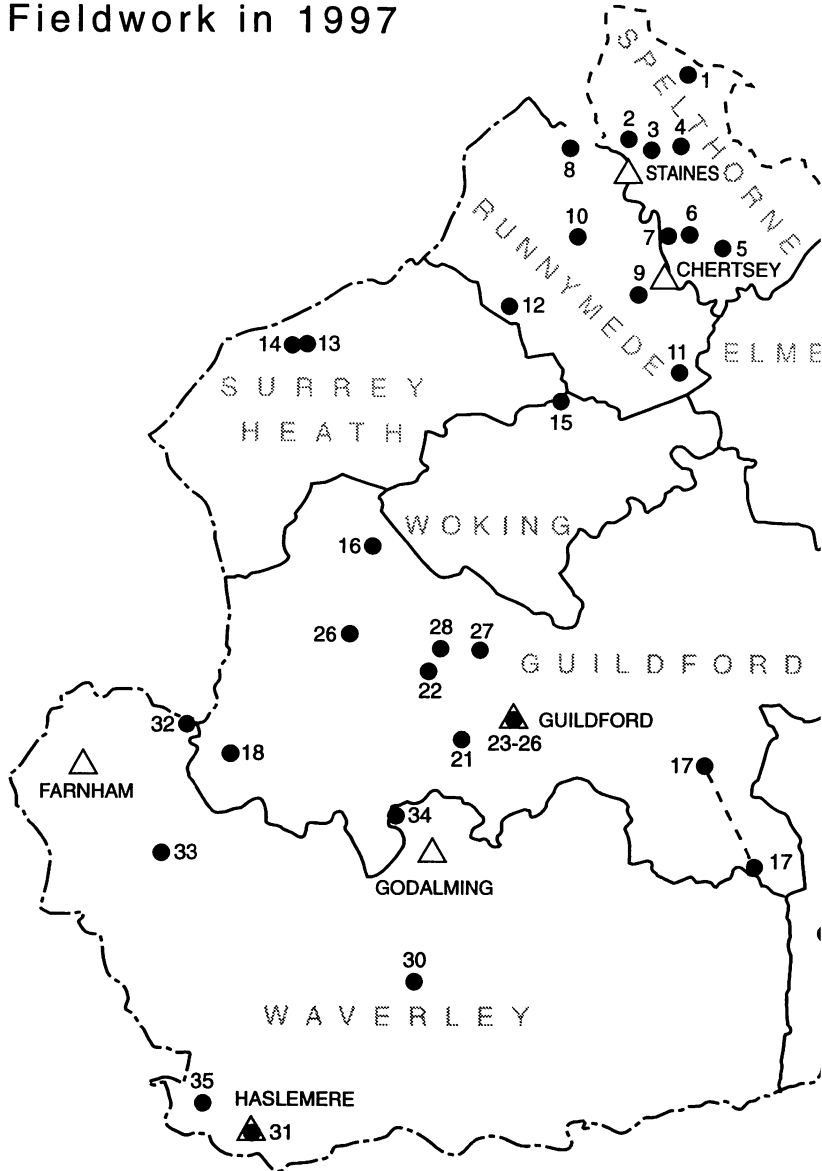 Fieldwork in 1997
SPELTHORNE
1
2
3
4
8
STAINES
RUNNYMEDE
10
7
6
5
CHERTSEY
9
12
14
13
11
ELMB
SURREY
HEATH
15
WOKING
16
26
28
27
22
GUILDFORD
32
GUILDFORD
23-26
18
21
17
FARNHAM
34
33
17
GODALMING
30
WAVERLEY
35
HASLEMERE
31